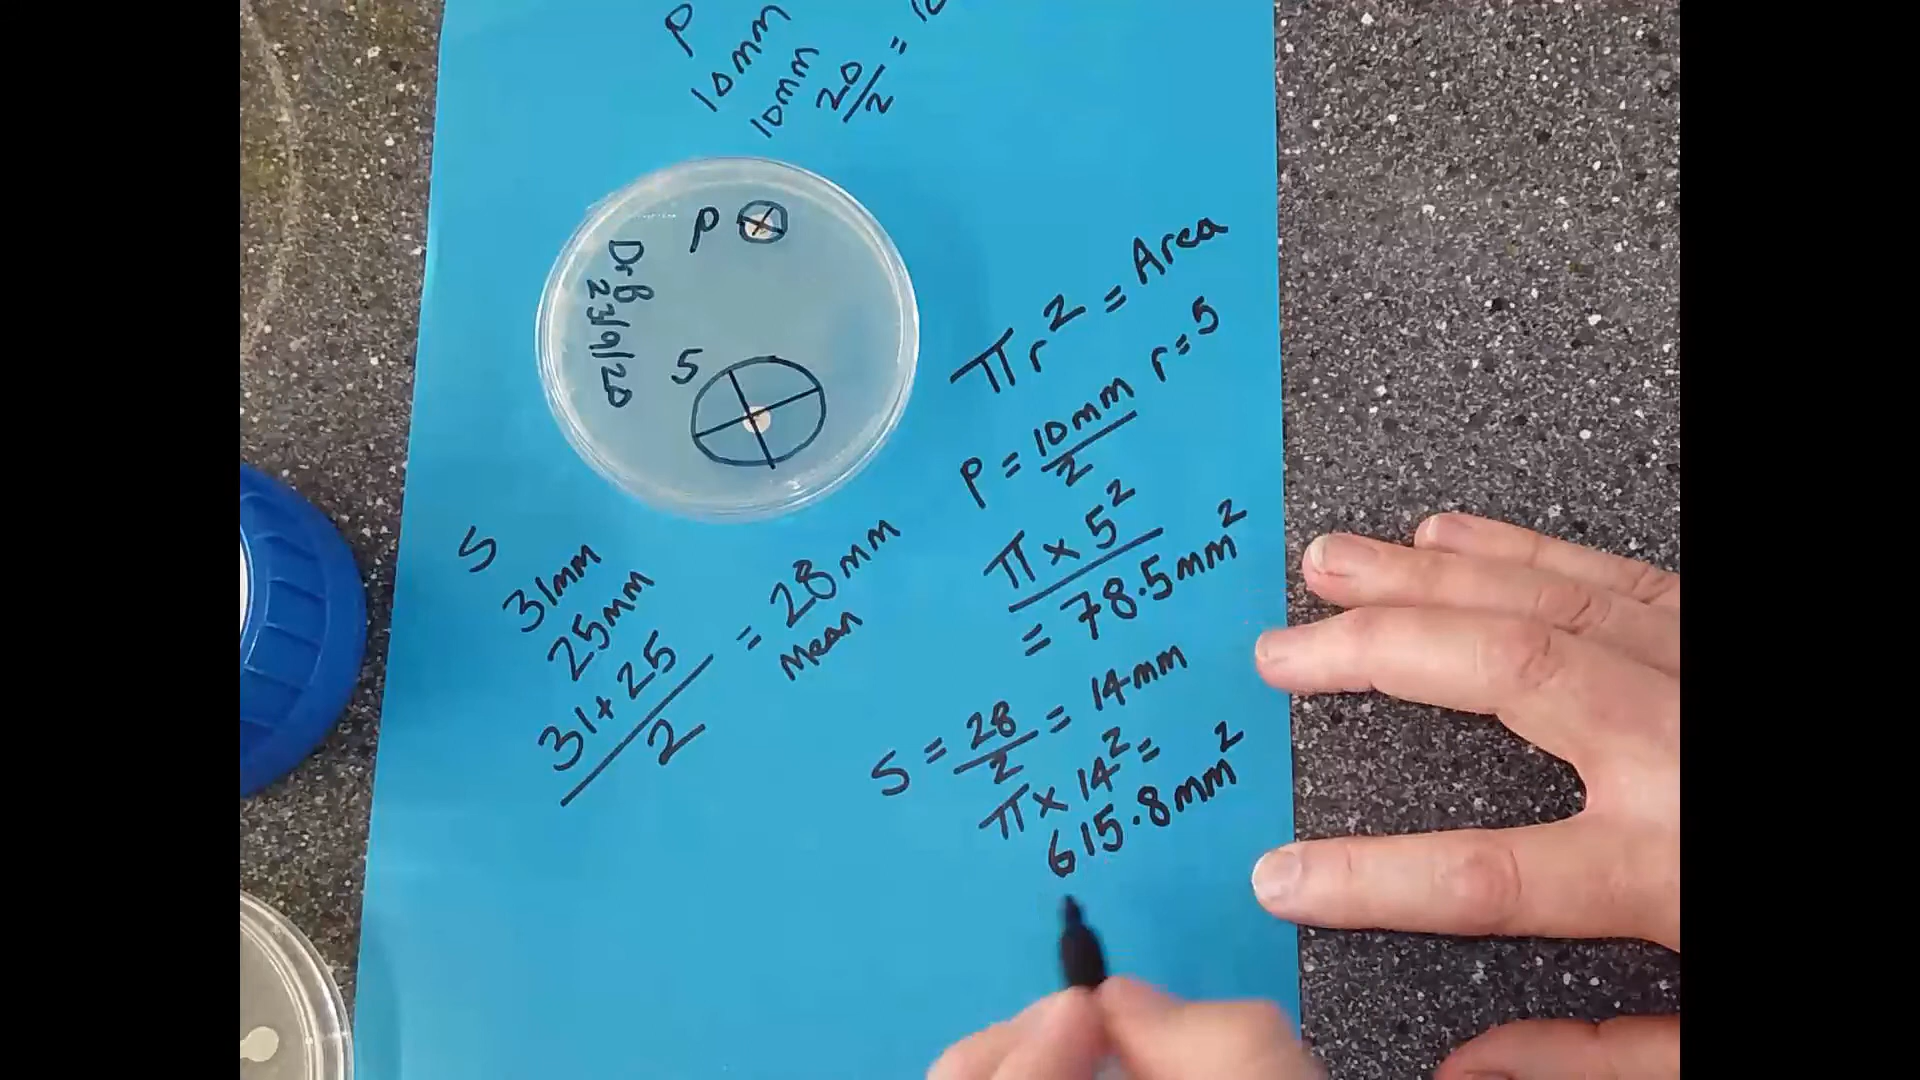 P
10mm
10mm
20/2 =
P
Dr B
23/9/20
S
πr² = Area
P = 10mm/2 r=5
π x 5²
= 78.5mm²
S
31mm
25mm
31+25/2 = 28mm
Mean
S = 28/2 = 14mm
π x 14² =
615.8mm²